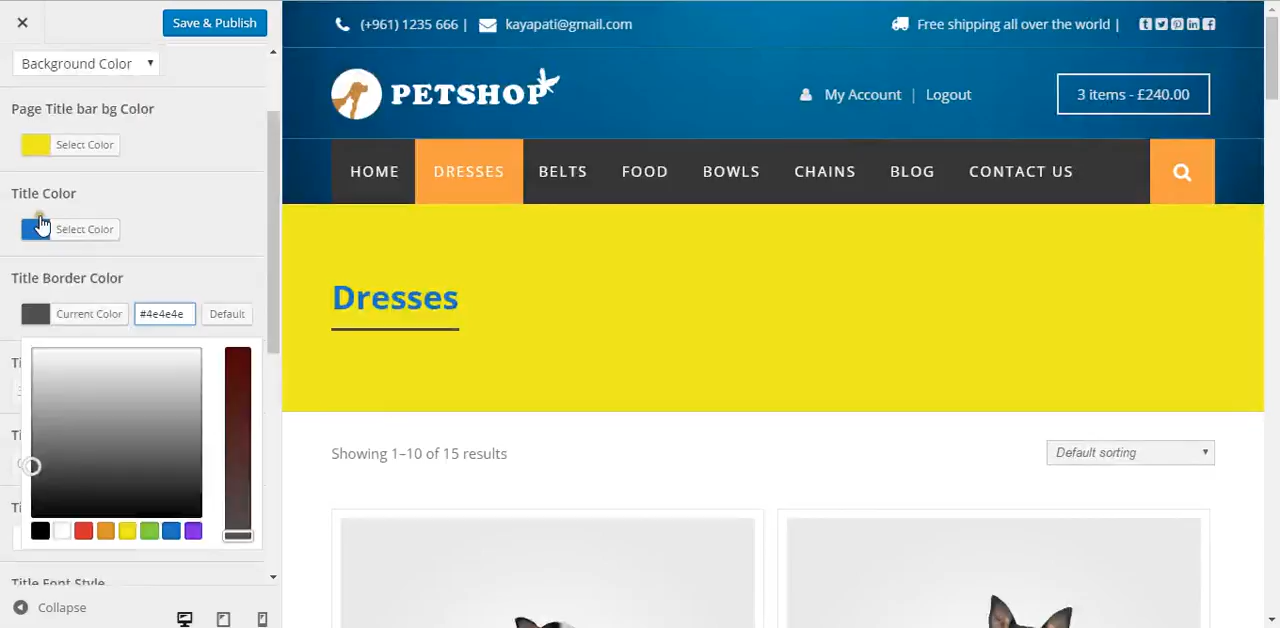 Save & Publish
Background Color
Page Title bar bg Color
Select Color
Title Color
Select Color
Title Border Color
Current Color #4e4e4e Default
Ti
Ti
Ti
Title Font Style
Collapse
(+961) 1235 666 | kayapati@gmail.com
Free shipping all over the world |
PETSHOP
My Account | Logout
3 items - £240.00
HOME DRESSES BELTS FOOD BOWLS CHAINS BLOG CONTACT US
Dresses
Showing 1–10 of 15 results
Default sorting